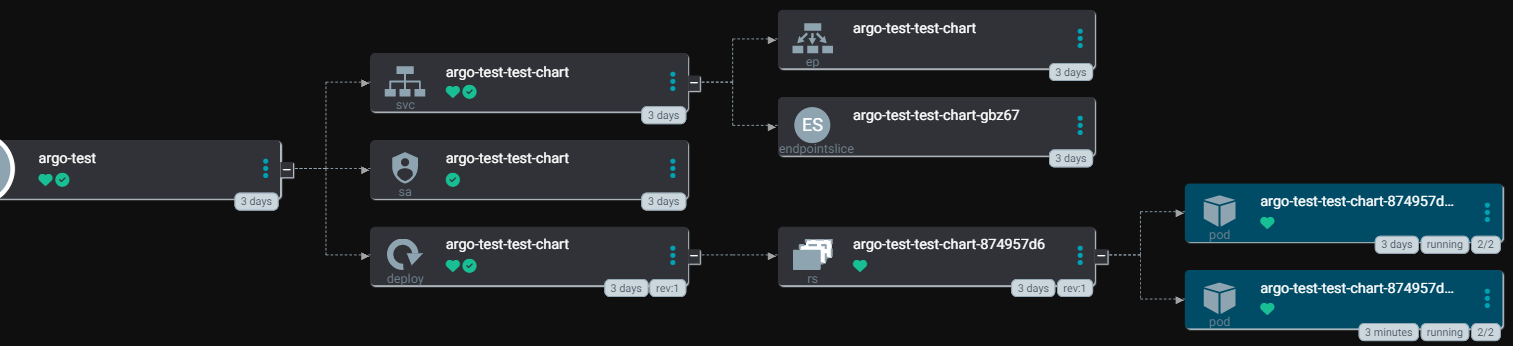 argo-test
3 days
argo-test-test-chart
svc
3 days
argo-test-test-chart
sa
3 days
argo-test-test-chart
deploy
3 days rev:1
argo-test-test-chart
ep
3 days
ES
argo-test-test-chart-gbz67
endpointslice
3 days
argo-test-test-chart-874957d6
rs
3 days rev:1
argo-test-test-chart-874957d...
pod
3 days running 2/2
argo-test-test-chart-874957d...
pod
3 minutes running 2/2